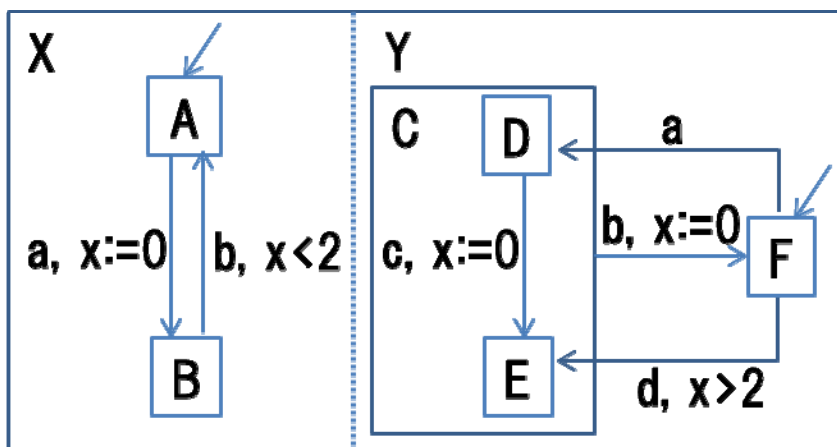 X
Y
A
C
D
a
a, x:=0
b, x<2
c, x:=0
b, x:=0
F
B
E
d, x>2